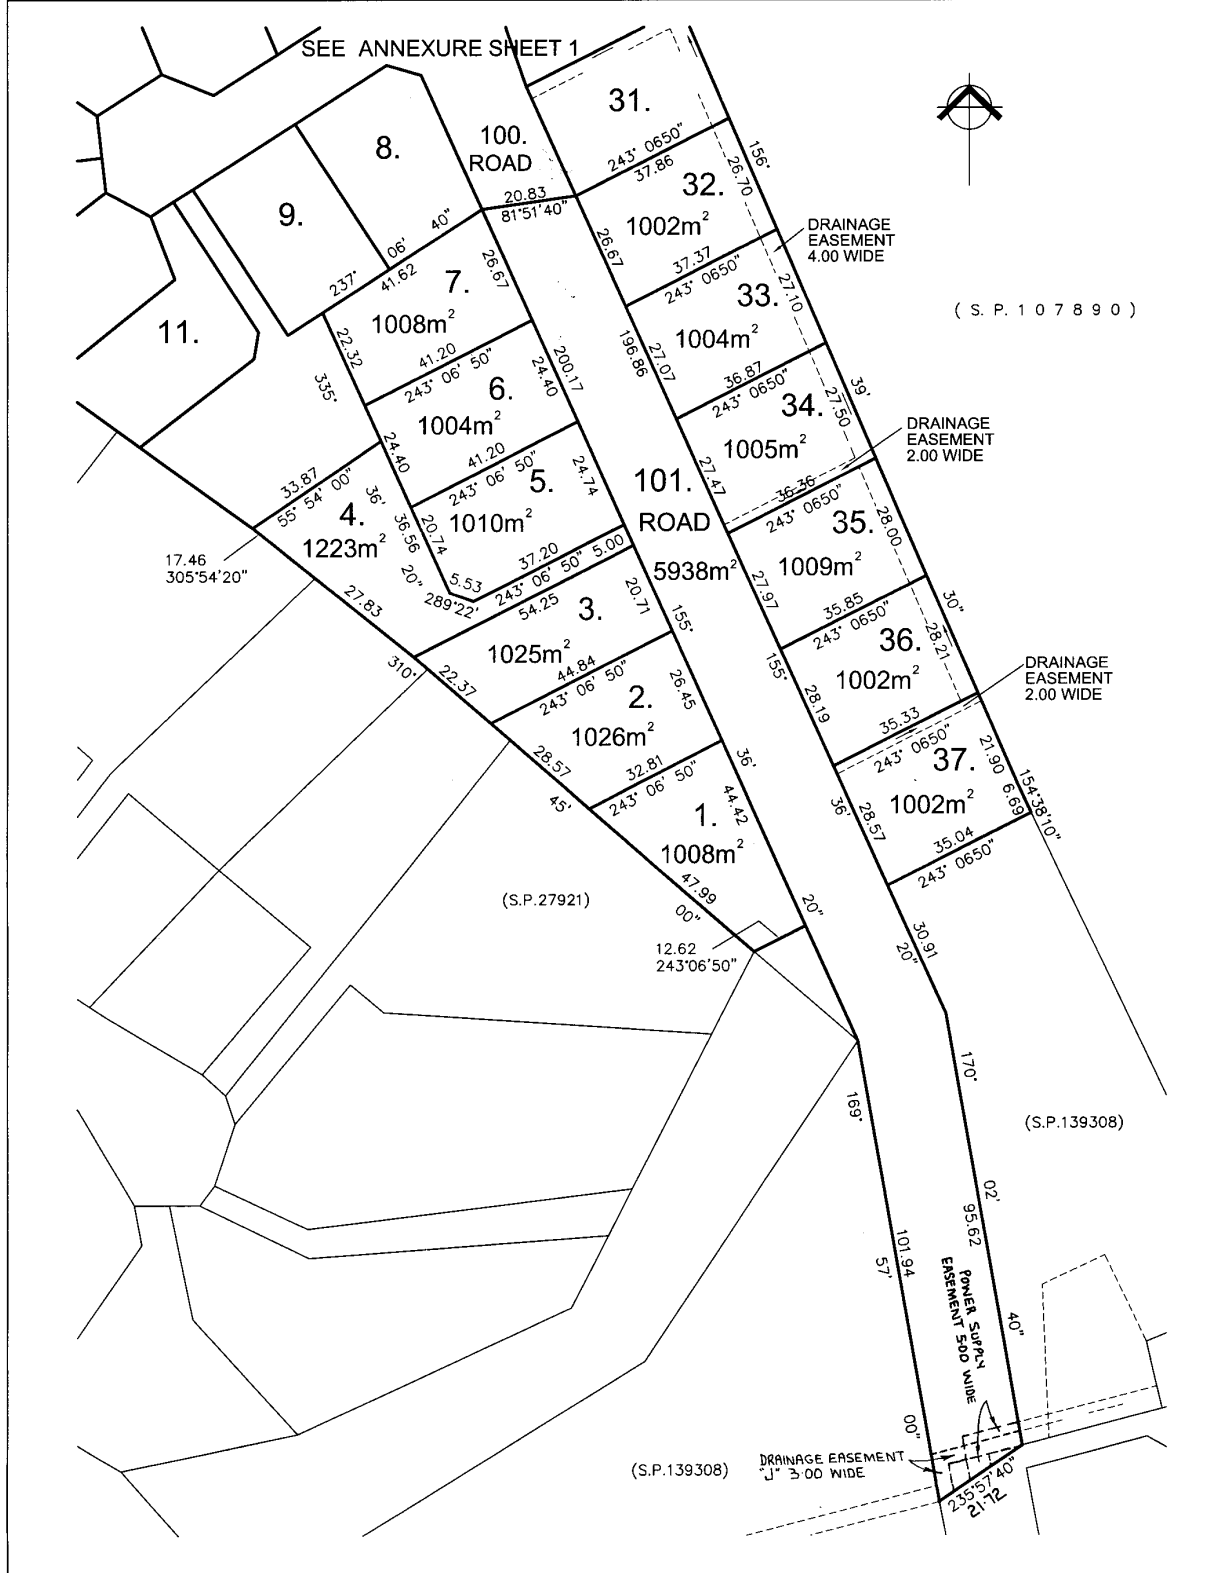 SEE ANNEXURE SHEET 1
31.
8.
100.
ROAD
243° 0650"
37.86
156°
26.70
32.
1002m²
20.83
81°51'40"
9.
237° 06' 40"
41.62
26.67
26.67
DRAINAGE
EASEMENT
4.00 WIDE
37.37
243° 0650"
27.10
7.
1008m²
33.
1004m²
( S. P. 1 0 7 8 9 0 )
11.
22.32
41.20
243° 06' 50"
200.17
24.40
196.86
27.07
36.87
243° 0650"
335°
6.
1004m²
39'
27.50
34.
1005m²
DRAINAGE
EASEMENT
2.00 WIDE
24.40
41.20
243° 06' 50"
24.74
27.47
36.36
243° 0650"
33.87
55° 54' 00"
36'
5.
1010m²
101.
ROAD
5938m²
28.00
35.
1009m²
4.
1223m²
36.56
20.74
37.20
243° 06' 50"
5.00
17.46
305°54'20"
20"
5.53
289°22'
54.25
20.71
27.97
35.85
243° 0650"
30"
27.83
3.
1025m²
155°
155°
28.21
36.
1002m²
310°
22.37
44.84
243° 06' 50"
26.45
28.19
35.33
243° 0650"
DRAINAGE
EASEMENT
2.00 WIDE
2.
1026m²
28.57
32.81
243° 06' 50"
36'
44.42
36'
28.57
37.
1002m²
21.90
6.69
154°38'10"
45'
1.
1008m²
35.04
243° 0650"
47.99
00"
(S.P.27921)
20"
30.91
20"
12.62
243°06'50"
170°
169°
(S.P.139308)
02'
95.62
101.94
57'
POWER SUPPLY
EASEMENT 5·00 WIDE
40"
00"
(S.P.139308)
DRAINAGE EASEMENT
"J" 3·00 WIDE
235°57'40"
21·72